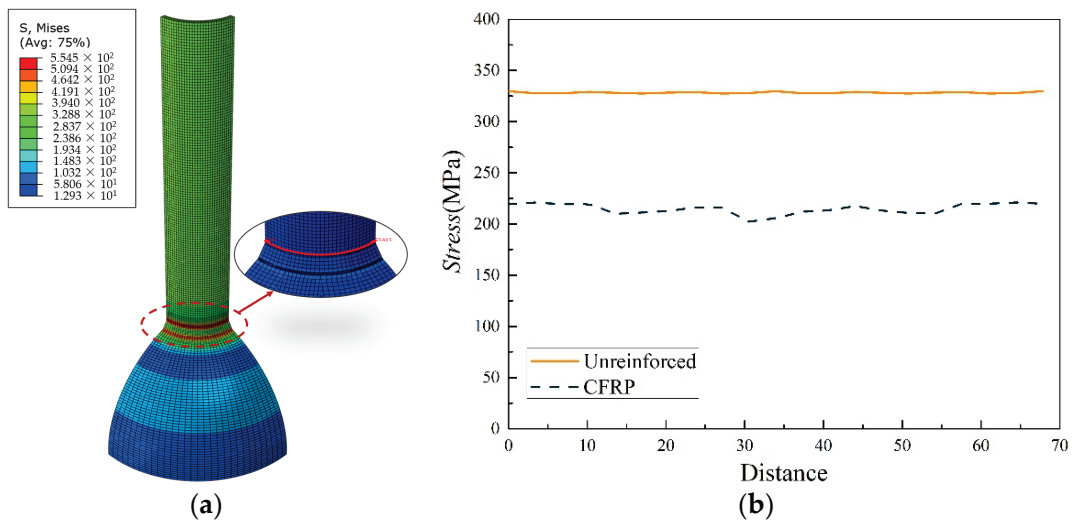 S, Mises
(Avg: 75%)
5.545 × 10²
5.094 × 10²
4.642 × 10²
4.191 × 10²
3.940 × 10²
3.288 × 10²
2.837 × 10²
2.386 × 10²
1.934 × 10²
1.483 × 10²
1.032 × 10²
5.806 × 10¹
1.293 × 10¹
start
(a)
400
350
300
250
200
150
100
50
0
Stress(MPa)
Unreinforced
CFRP
0 10 20 30 40 50 60 70
Distance
(b)